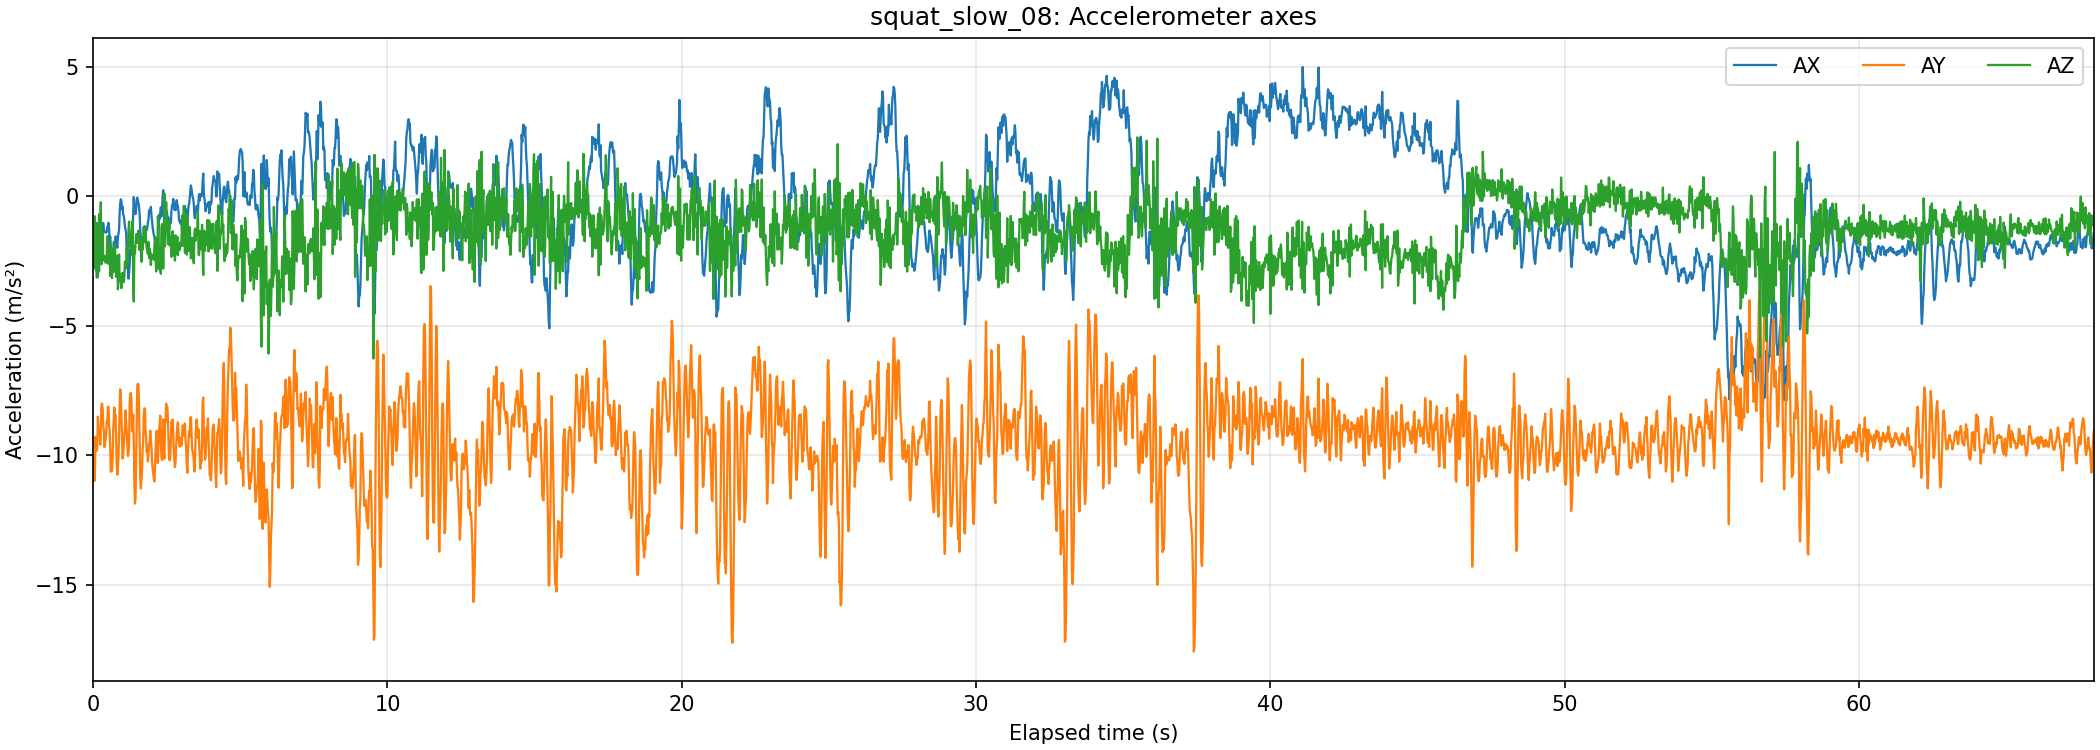 squat_slow_08: Accelerometer axes
AX AY AZ
Acceleration (m/s²)
5
0
−5
−10
−15
0 10 20 30 40 50 60
Elapsed time (s)